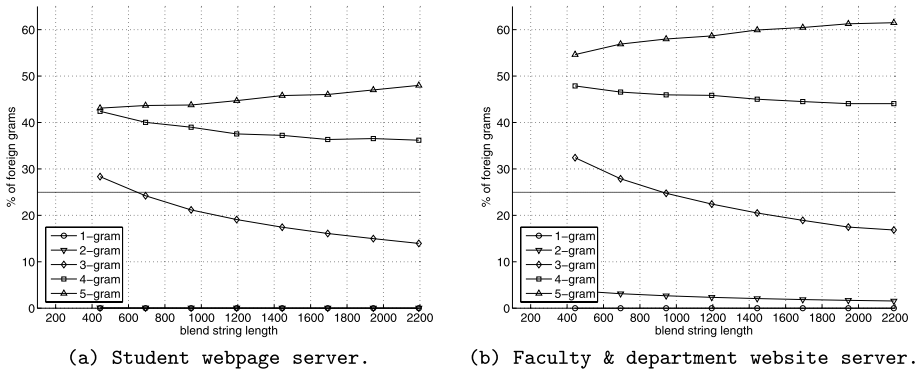 60
50
40
30
20
10
0
% of foreign grams
1-gram
2-gram
3-gram
4-gram
5-gram
200 400 600 800 1000 1200 1400 1600 1800 2000 2200
blend string length
(a) Student webpage server.
60
50
40
30
20
10
0
% of foreign grams
1-gram
2-gram
3-gram
4-gram
5-gram
200 400 600 800 1000 1200 1400 1600 1800 2000 2200
blend string length
(b) Faculty & department website server.